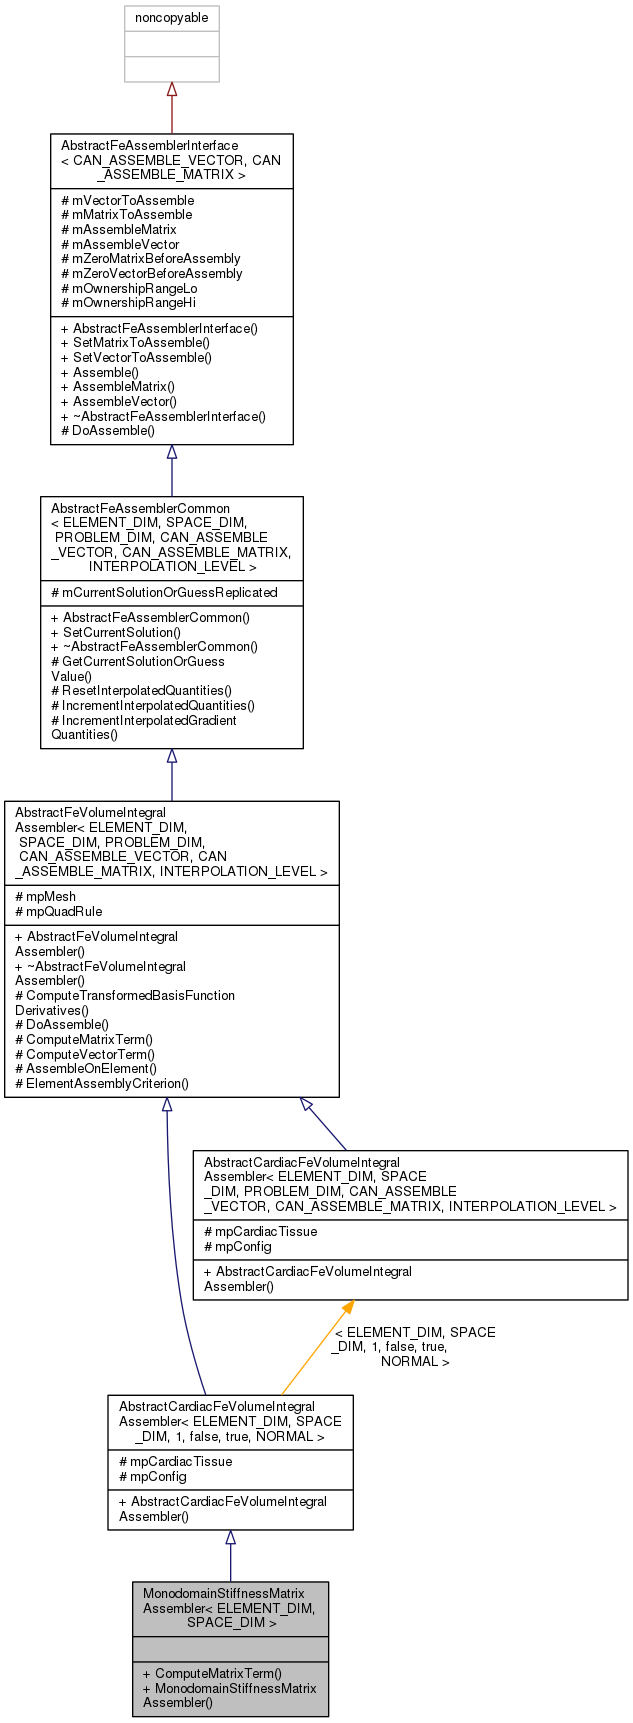 noncopyable
AbstractFeAssemblerInterface
< CAN_ASSEMBLE_VECTOR, CAN
_ASSEMBLE_MATRIX >
# mVectorToAssemble
# mMatrixToAssemble
# mAssembleMatrix
# mAssembleVector
# mZeroMatrixBeforeAssembly
# mZeroVectorBeforeAssembly
# mOwnershipRangeLo
# mOwnershipRangeHi
+ AbstractFeAssemblerInterface()
+ SetMatrixToAssemble()
+ SetVectorToAssemble()
+ Assemble()
+ AssembleMatrix()
+ AssembleVector()
+ ~AbstractFeAssemblerInterface()
# DoAssemble()
AbstractFeAssemblerCommon
< ELEMENT_DIM, SPACE_DIM,
PROBLEM_DIM, CAN_ASSEMBLE
_VECTOR, CAN_ASSEMBLE_MATRIX,
INTERPOLATION_LEVEL >
# mCurrentSolutionOrGuessReplicated
+ AbstractFeAssemblerCommon()
+ SetCurrentSolution()
+ ~AbstractFeAssemblerCommon()
# GetCurrentSolutionOrGuess
Value()
# ResetInterpolatedQuantities()
# IncrementInterpolatedQuantities()
# IncrementInterpolatedGradient
Quantities()
AbstractFeVolumeIntegral
Assembler< ELEMENT_DIM,
SPACE_DIM, PROBLEM_DIM,
CAN_ASSEMBLE_VECTOR, CAN
_ASSEMBLE_MATRIX, INTERPOLATION_LEVEL >
# mpMesh
# mpQuadRule
+ AbstractFeVolumeIntegral
Assembler()
+ ~AbstractFeVolumeIntegral
Assembler()
# ComputeTransformedBasisFunction
Derivatives()
# DoAssemble()
# ComputeMatrixTerm()
# ComputeVectorTerm()
# AssembleOnElement()
# ElementAssemblyCriterion()
AbstractCardiacFeVolumeIntegral
Assembler< ELEMENT_DIM, SPACE
_DIM, PROBLEM_DIM, CAN_ASSEMBLE
_VECTOR, CAN_ASSEMBLE_MATRIX, INTERPOLATION_LEVEL >
# mpCardiacTissue
# mpConfig
+ AbstractCardiacFeVolumeIntegral
Assembler()
< ELEMENT_DIM, SPACE
_DIM, 1, false, true,
NORMAL >
AbstractCardiacFeVolumeIntegral
Assembler< ELEMENT_DIM, SPACE
_DIM, 1, false, true, NORMAL >
# mpCardiacTissue
# mpConfig
+ AbstractCardiacFeVolumeIntegral
Assembler()
MonodomainStiffnessMatrix
Assembler< ELEMENT_DIM,
SPACE_DIM >
+ ComputeMatrixTerm()
+ MonodomainStiffnessMatrix
Assembler()